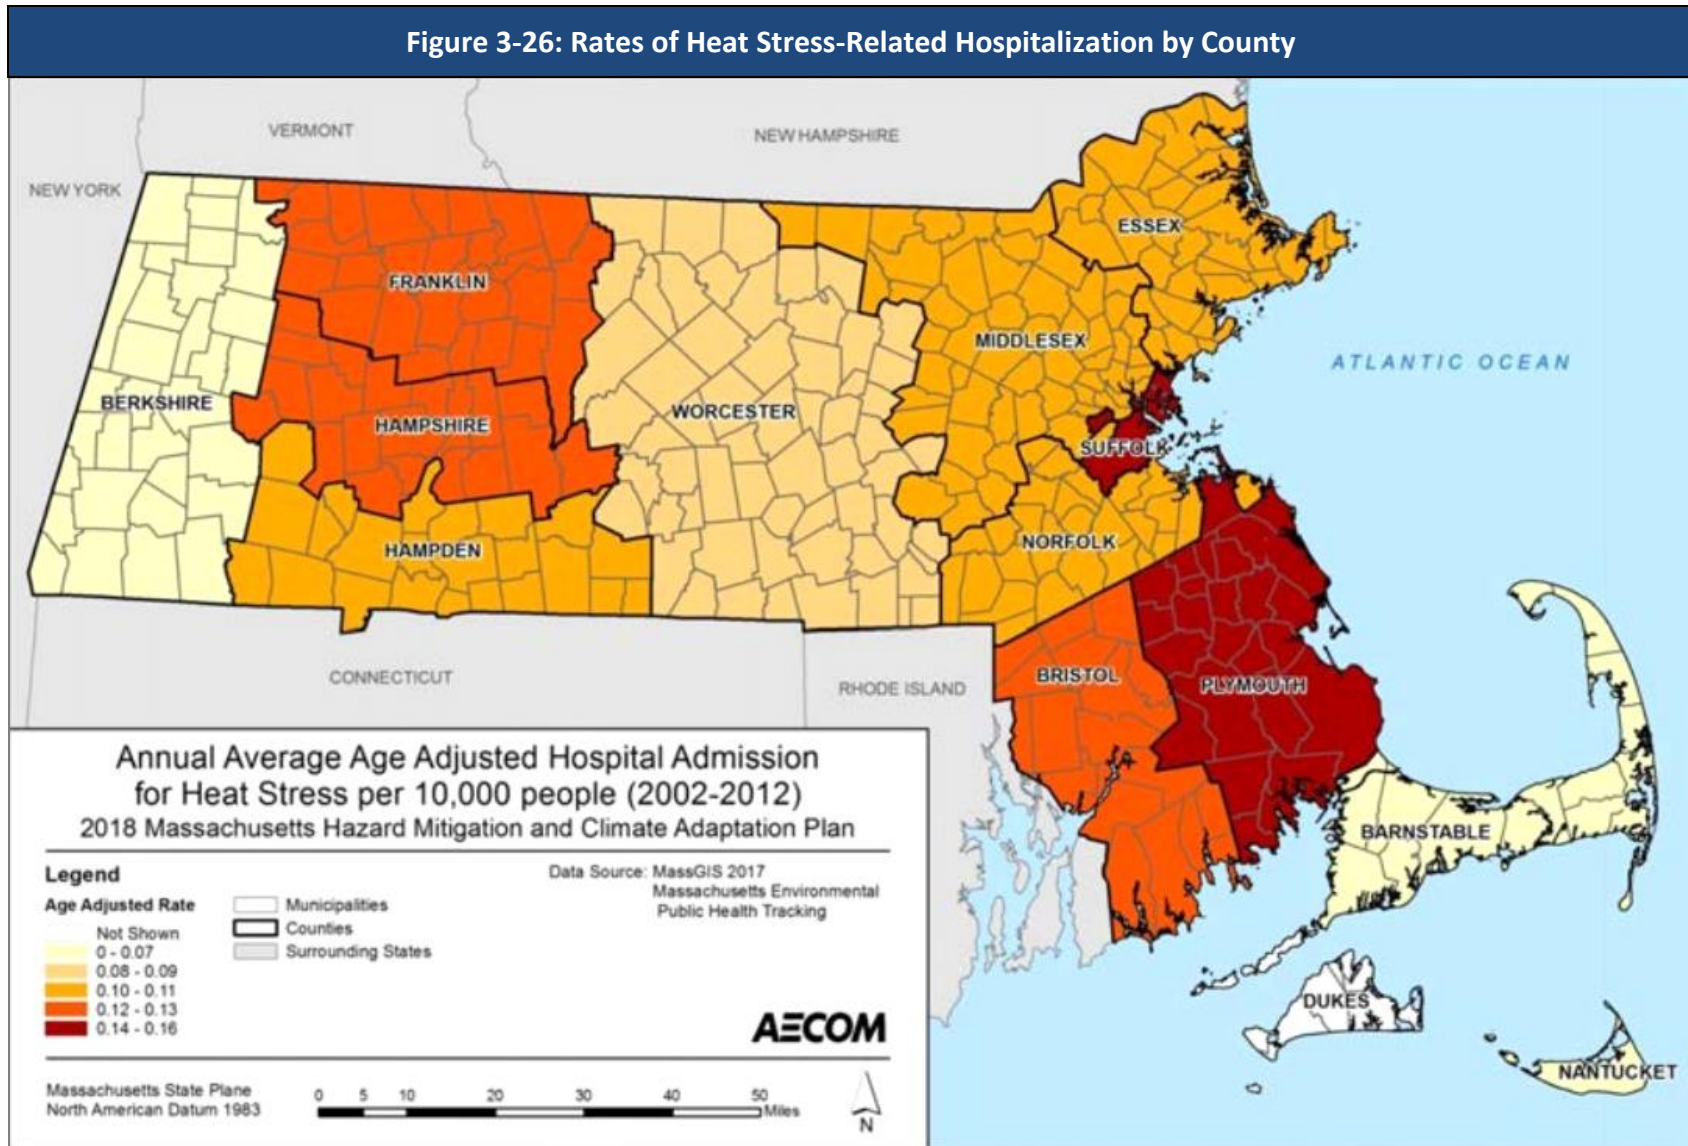 Figure 3-26: Rates of Heat Stress-Related Hospitalization by County
VERMONT
NEW HAMPSHIRE
NEW YORK
ESSEX
FRANKLIN
MIDDLESEX
ATLANTIC OCEAN
BERKSHIRE
WORCESTER
HAMPSHIRE
SUFFOLK
NORFOLK
HAMPDEN
CONNECTICUT
RHODE ISLAND
BRISTOL
PLYMOUTH
BARNSTABLE
DUKES
NANTUCKET
Annual Average Age Adjusted Hospital Admission
for Heat Stress per 10,000 people (2002-2012)
2018 Massachusetts Hazard Mitigation and Climate Adaptation Plan
Legend
Age Adjusted Rate
Not Shown
0 - 0.07
0.08 - 0.09
0.10 - 0.11
0.12 - 0.13
0.14 - 0.16
Municipalities
Counties
Surrounding States
Data Source: MassGIS 2017
Massachusetts Environmental
Public Health Tracking
AECOM
Massachusetts State Plane
North American Datum 1983
0 5 10 20 30 40 50
Miles
N